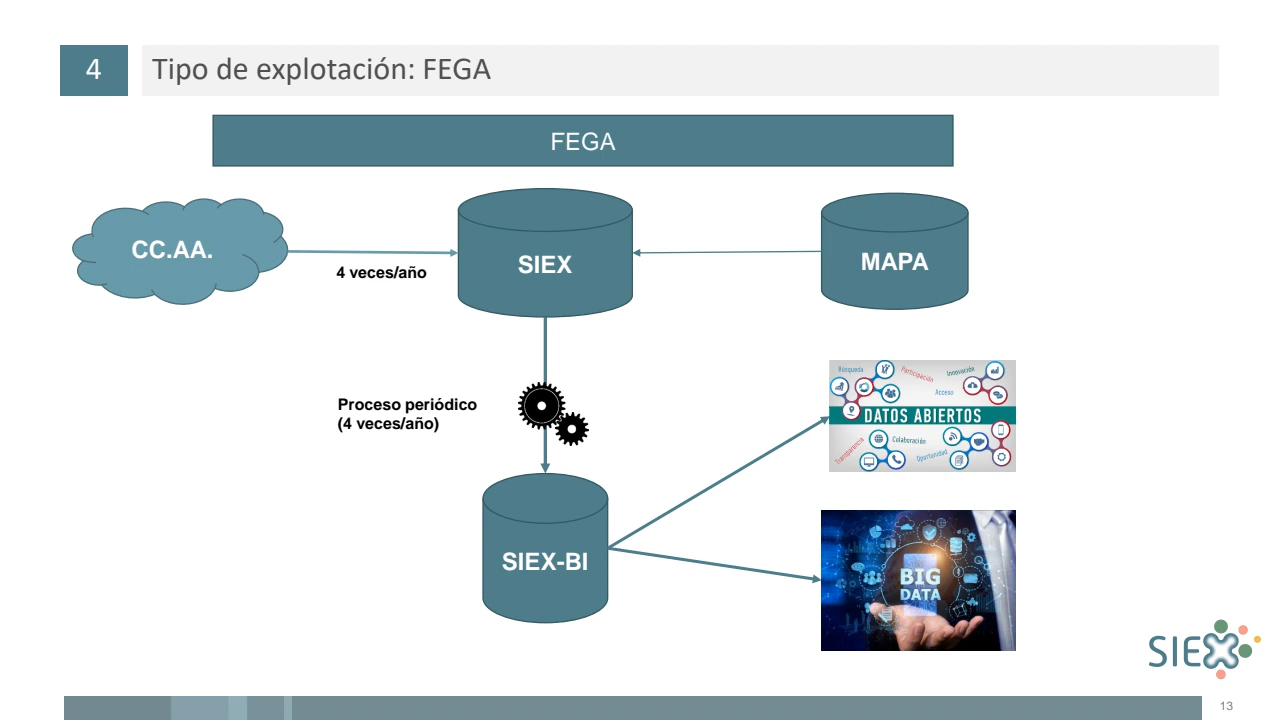 4
Tipo de explotación: FEGA
FEGA
CC.AA.
4 veces/año
SIEX
MAPA
Proceso periódico
(4 veces/año)
Búsqueda
Participación
Innovación
Acceso
DATOS ABIERTOS
Transparencia
Colaboración
Oportunidad
SIEX-BI
BIG
DATA
SIEX
13